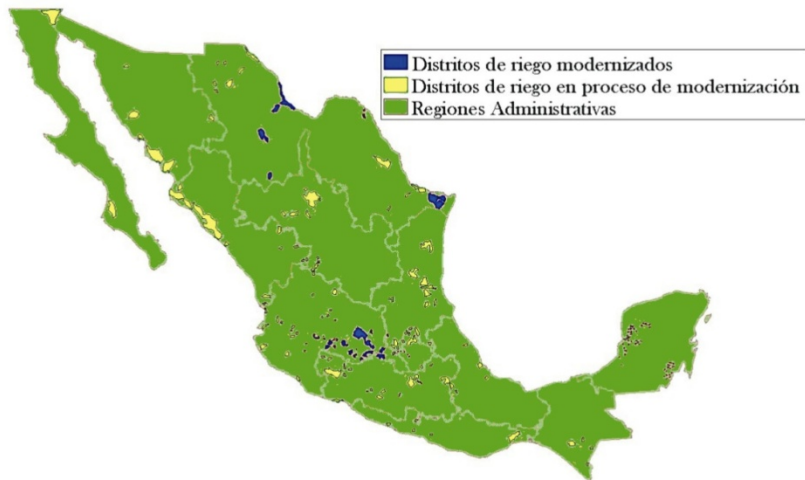 Distritos de riego modernizados
Distritos de riego en proceso de modernización
Regiones Administrativas